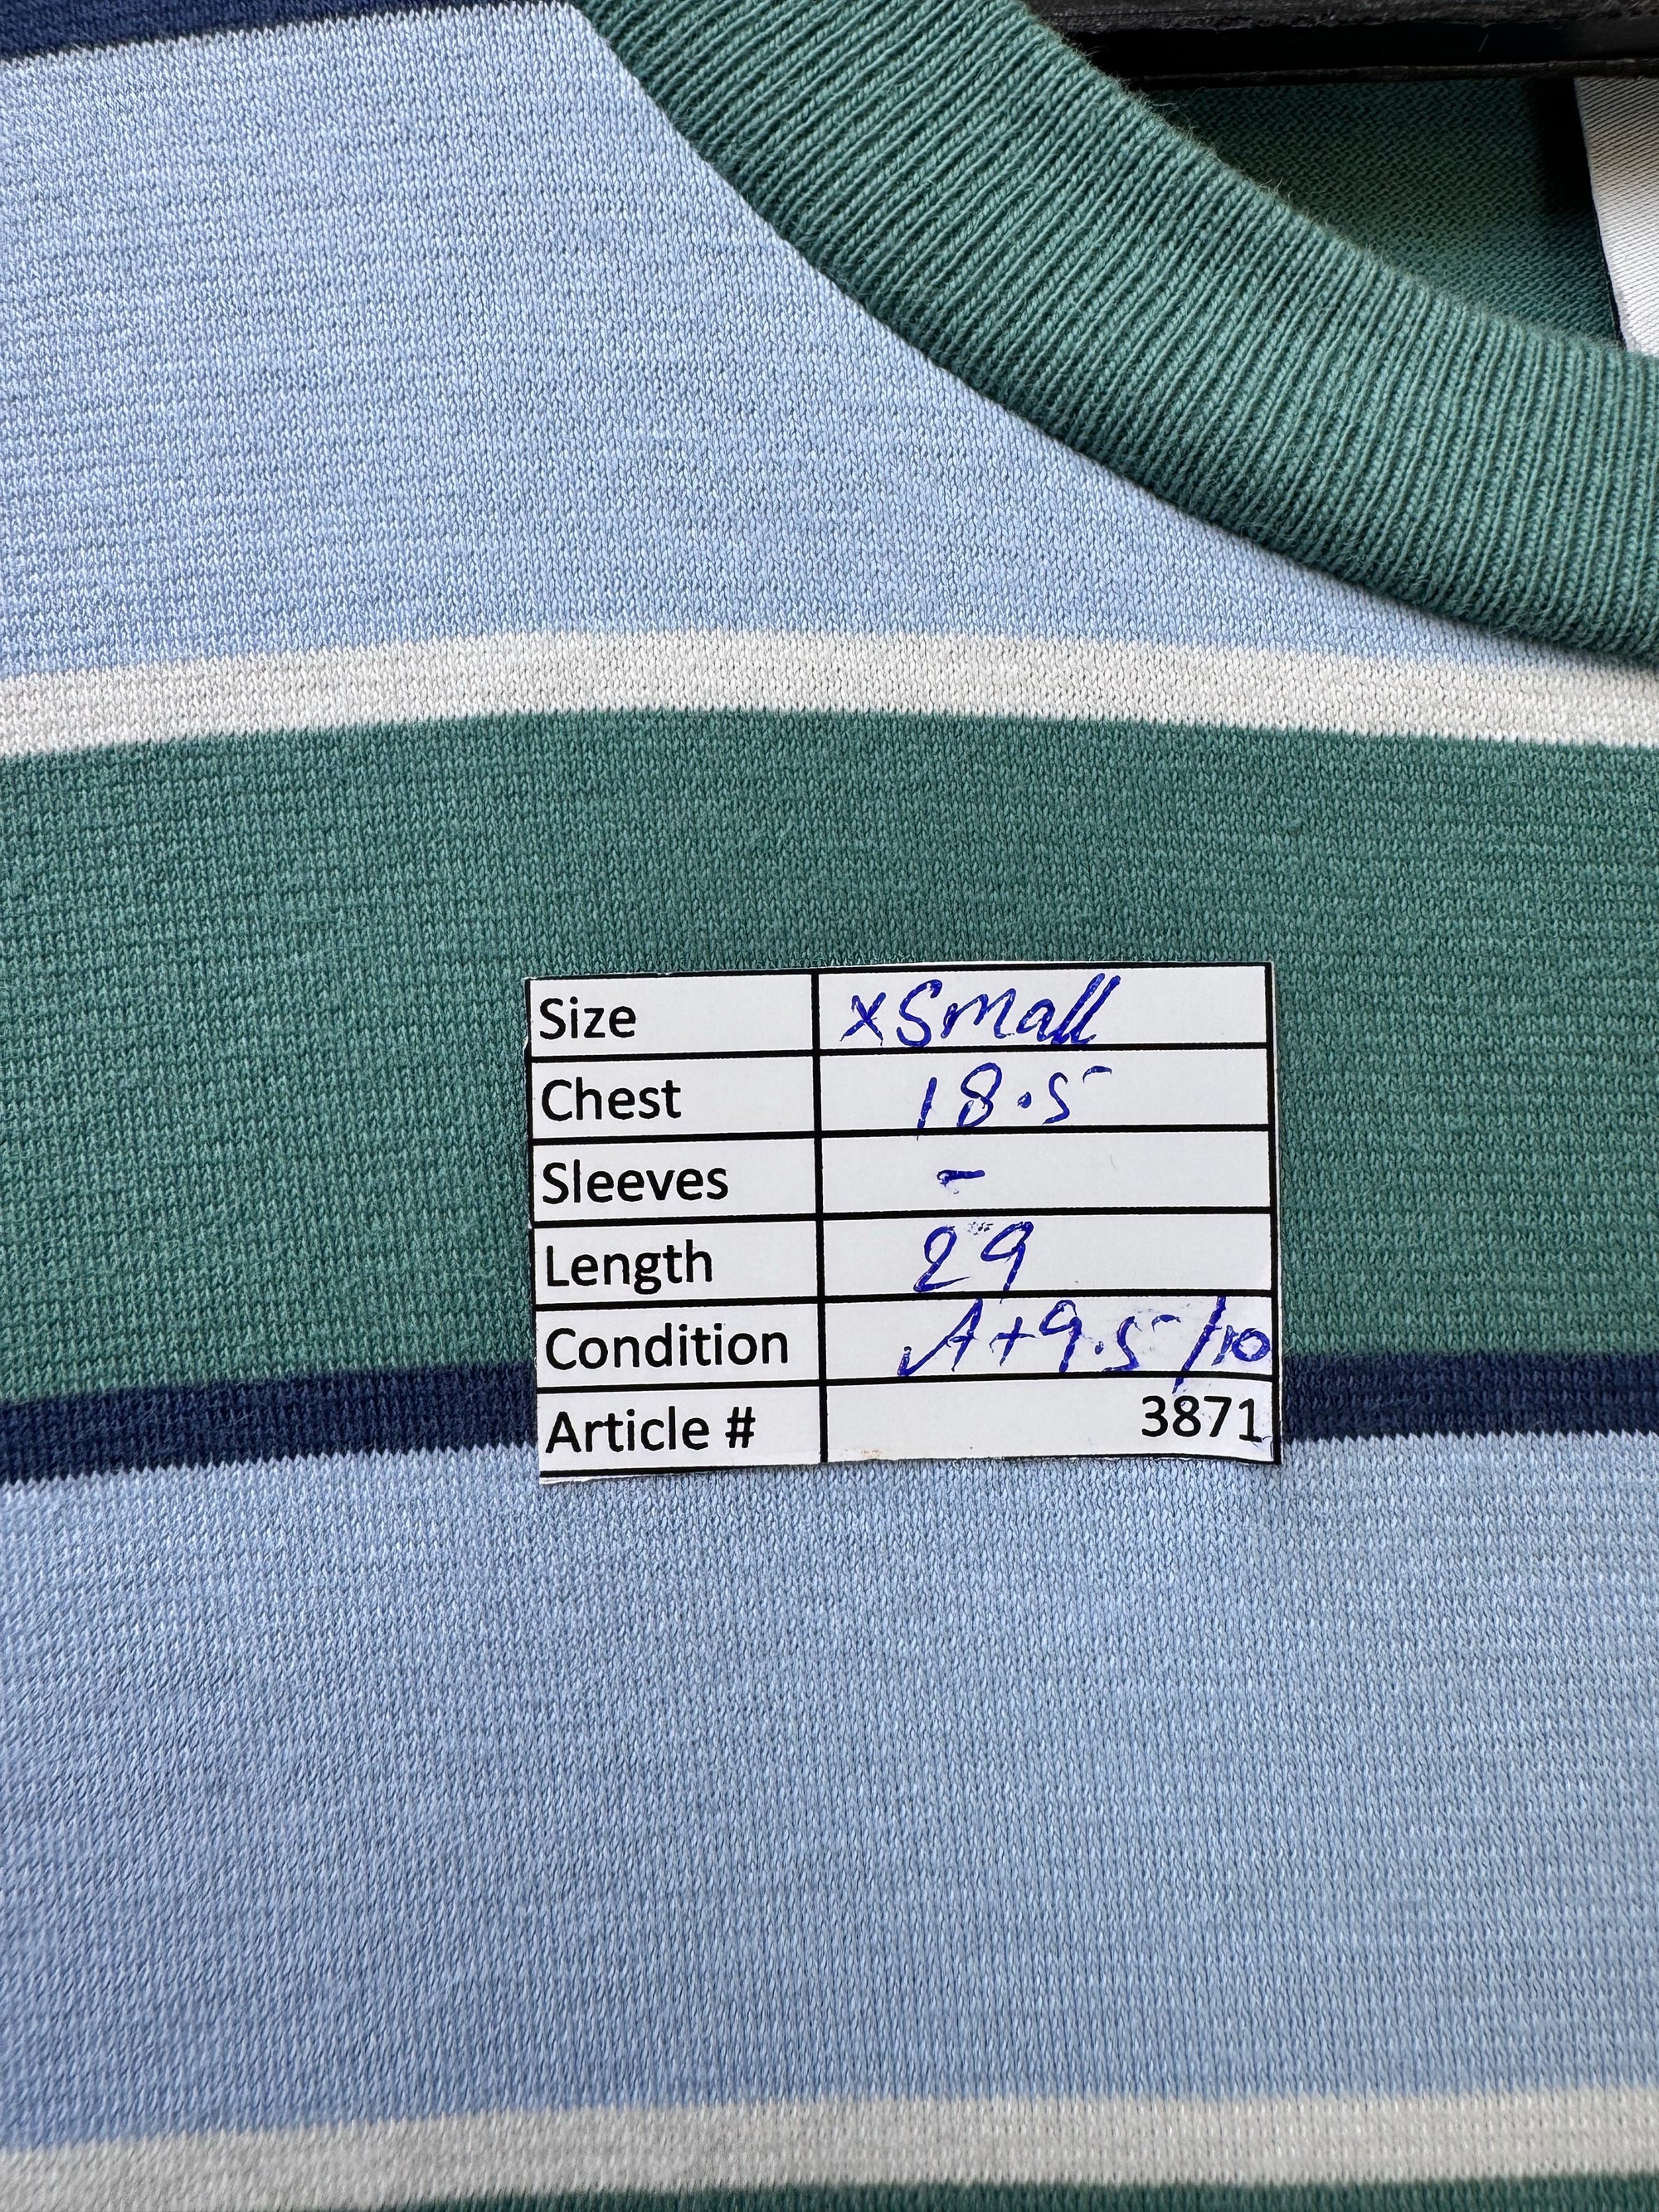 Size xSmall
Chest 18.5
Sleeves -
Length 29
Condition A+9.5/10
Article # 3871